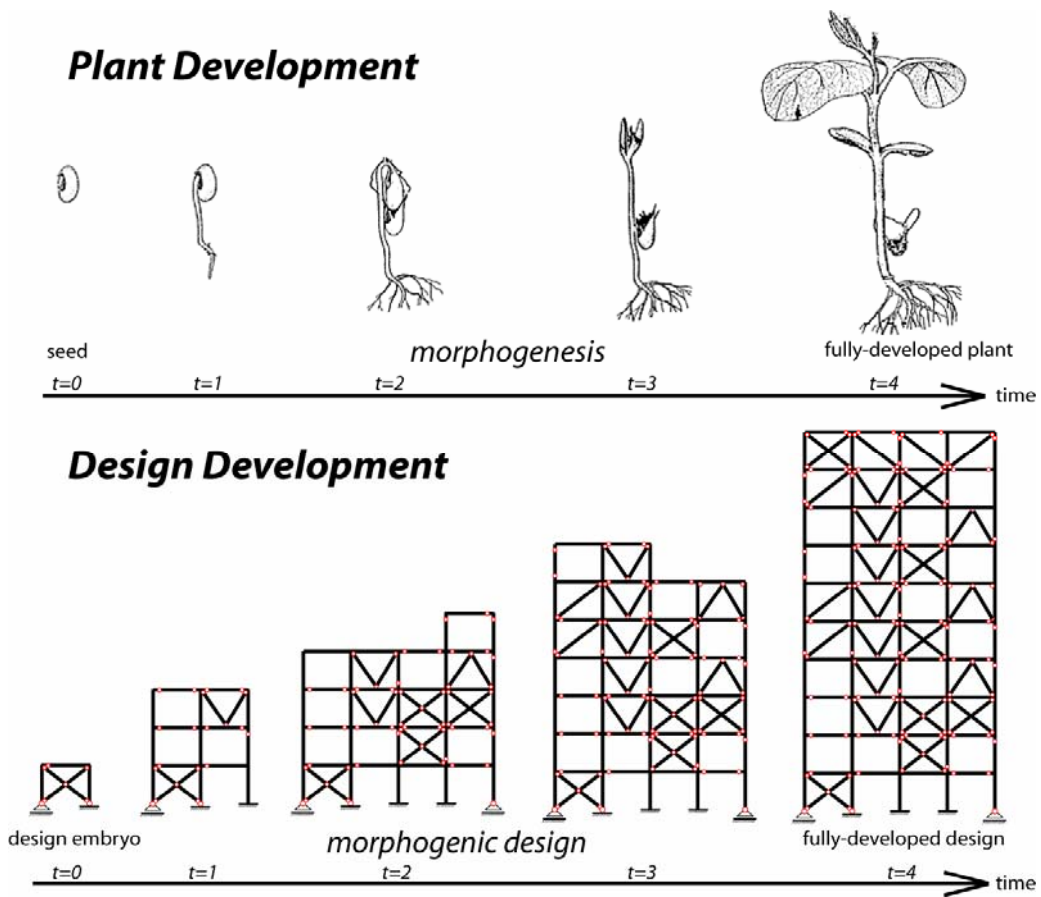 Plant Development
seed
morphogenesis
fully-developed plant
t=0
t=1
t=2
t=3
t=4
time
Design Development
design embryo
morphogenic design
fully-developed design
t=0
t=1
t=2
t=3
t=4
time